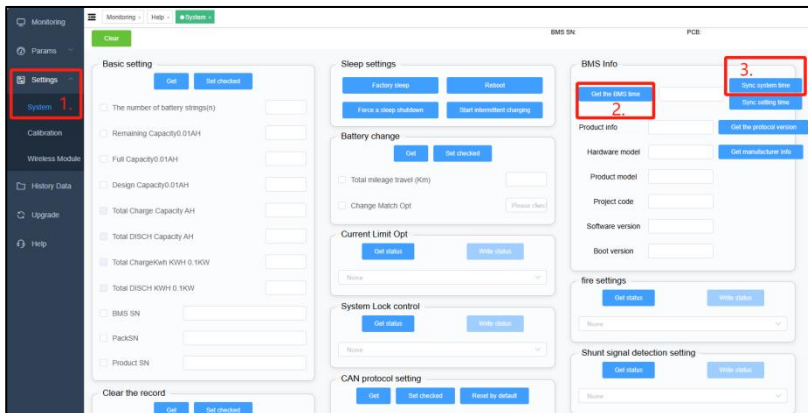 Monitoring
Params
Settings
1.
System
Calibration
Wireless Module
History Data
Upgrade
Help
Monitoring × Help × System ×
Clear
BMS SN: PCB:
Basic setting
Get Set checked
The number of battery strings(n)
Remaining Capacity0.01AH
Full Capacity0.01AH
Design Capacity0.01AH
Total Charge Capacity AH
Total DISCH Capacity AH
Total ChargeKwh KWH 0.1KW
Total DISCH KWH 0.1KW
BMS SN
PackSN
Product SN
Clear the record
Get Set checked
Sleep settings
Factory sleep Reboot
Force a sleep shutdown Start intermittent charging
Battery change
Get Set checked
Total mileage travel (Km)
Change Match Opt Please chec
Current Limit Opt
Get status Write status
None
System Lock control
Get status Write status
None
CAN protocol setting
Get Set checked Reset by default
BMS Info
3.
Get the BMS time Sync system time
2. Sync setting time
Product info Get the protocol version
Hardware model Get manufacturer info
Product model
Project code
Software version
Boot version
fire settings
Get status Write status
None
Shunt signal detection setting
Get status Write status
None